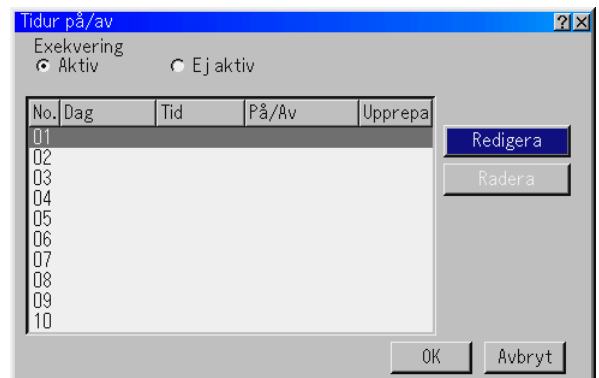 Tidur på/av
Exekvering
Aktiv Ej aktiv
No. Dag Tid På/Av Upprepa
01
02
03
04
05
06
07
08
09
10
Redigera
Radera
OK Avbryt